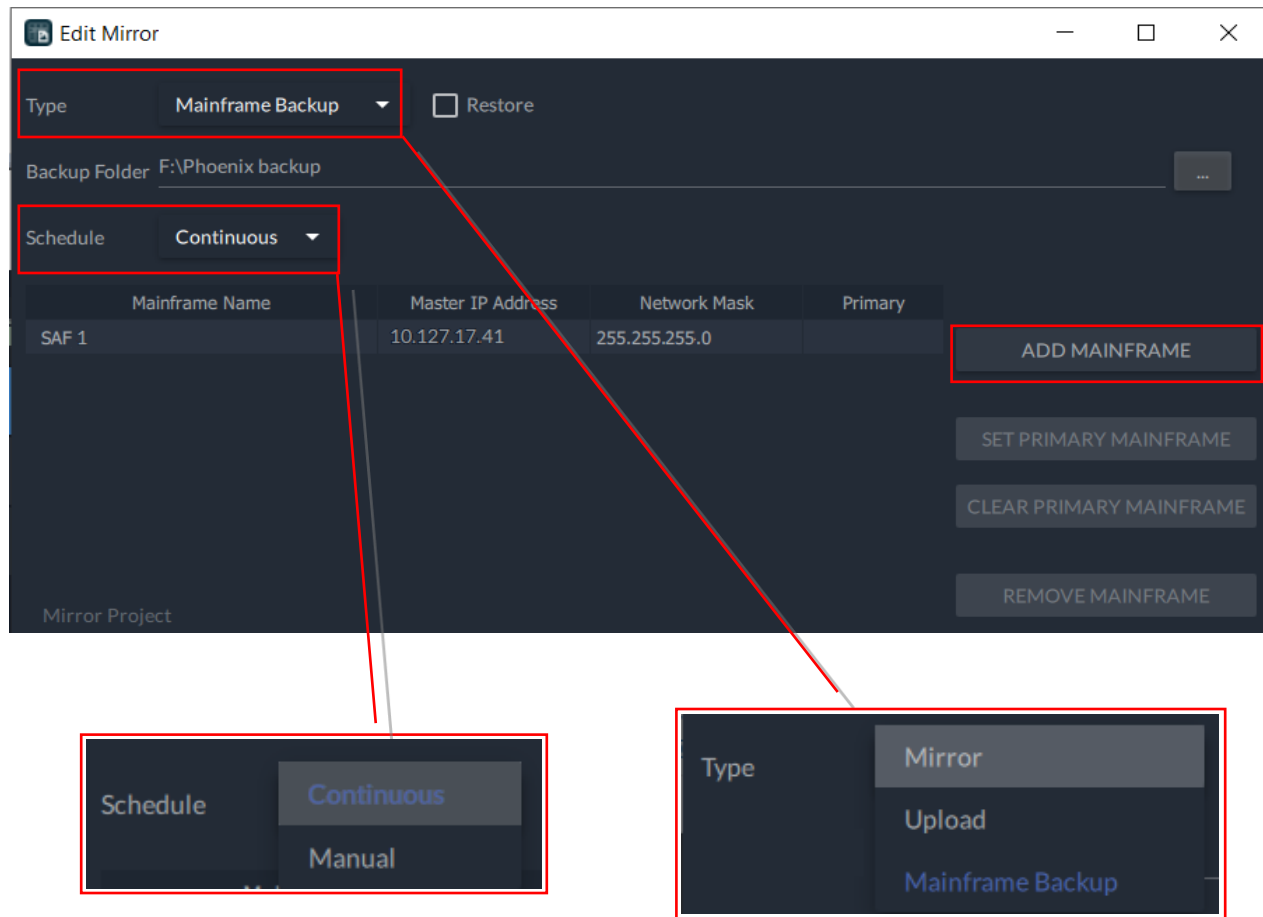 Edit Mirror
Type Mainframe Backup Restore
Backup Folder F:\Phoenix backup ...
Schedule Continuous
Mainframe Name Master IP Address Network Mask Primary
SAF 1 10.127.17.41 255.255.255.0
ADD MAINFRAME
SET PRIMARY MAINFRAME
CLEAR PRIMARY MAINFRAME
REMOVE MAINFRAME
Mirror Project
Schedule
Continuous
Manual
Type
Mirror
Upload
Mainframe Backup